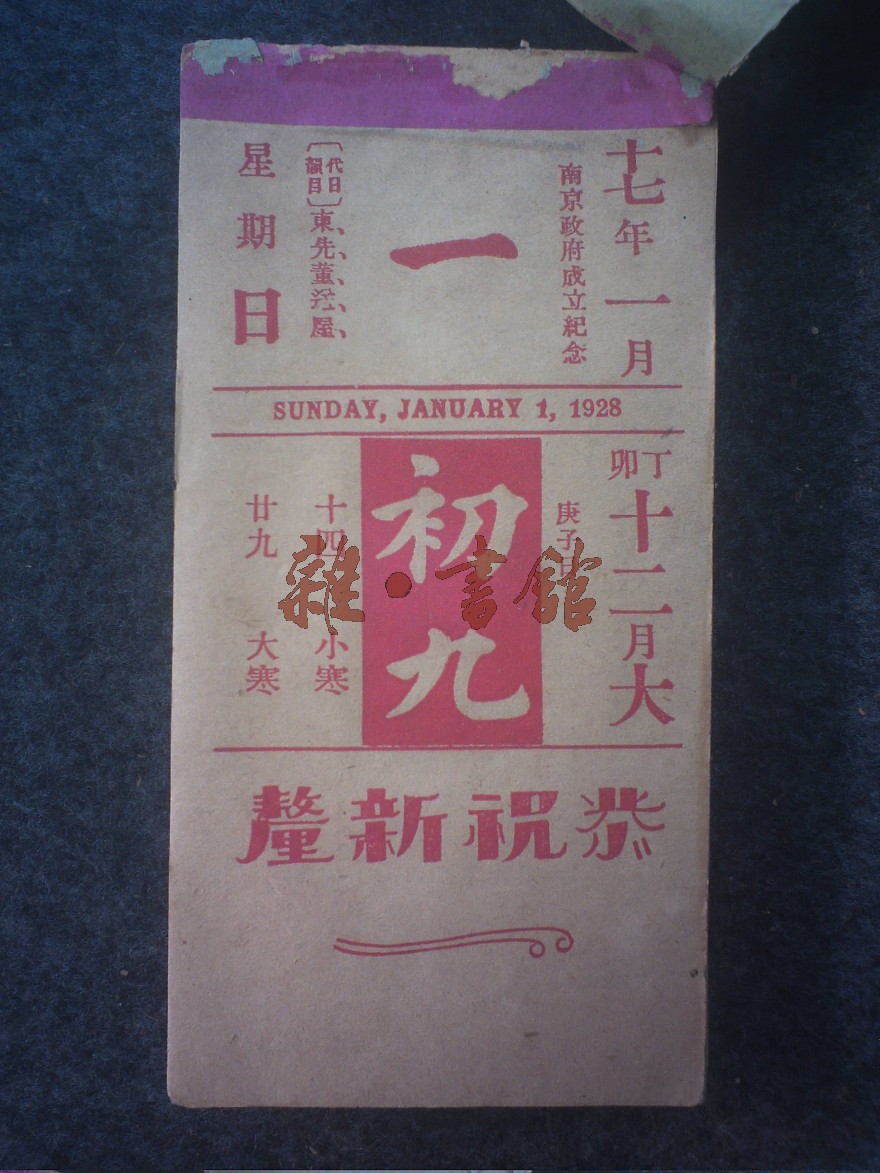 十七年 一月
南京政府成立紀念
一
〔代日韻目〕東、先、董、送、屋、
星期日
SUNDAY, JANUARY 1, 1928
丁卯 十二月大
庚子日
初九
十四 小寒
廿九 大寒
恭祝新釐
雜·書館